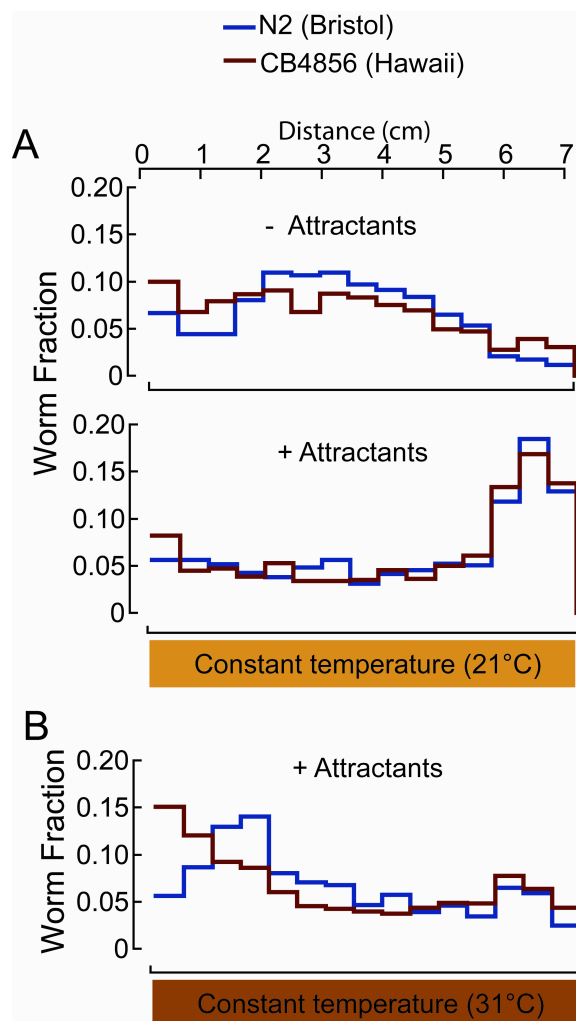 N2 (Bristol)
CB4856 (Hawaii)
A
Distance (cm)
0 1 2 3 4 5 6 7
- Attractants
Worm Fraction
0.20
0.15
0.10
0.05
0
+ Attractants
0.20
0.15
0.10
0.05
0
Constant temperature (21°C)
B
+ Attractants
Worm Fraction
0.20
0.15
0.10
0.05
0
Constant temperature (31°C)